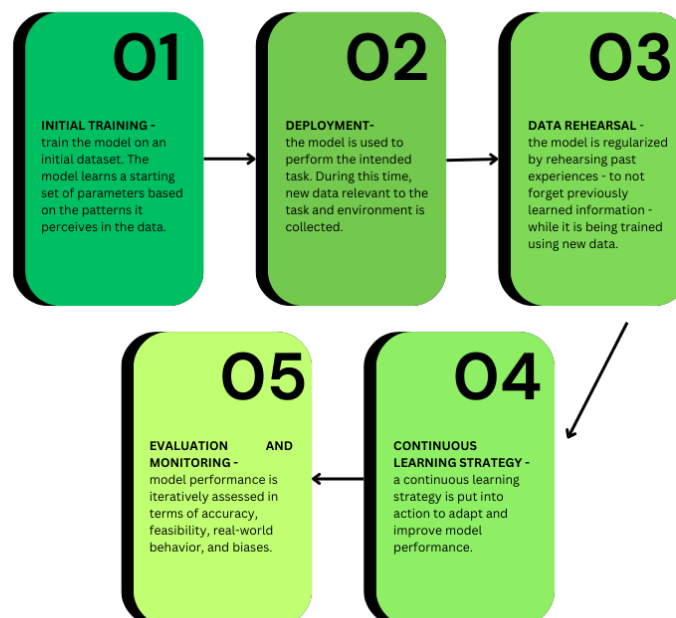 01
INITIAL TRAINING -
train the model on an
initial dataset. The
model learns a starting
set of parameters based
on the patterns it
perceives in the data.
02
DEPLOYMENT-
the model is used to
perform the intended
task. During this time,
new data relevant to the
task and environment is
collected.
03
DATA REHEARSAL -
the model is regularized
by rehearsing past
experiences - to not
forget previously
learned information -
while it is being trained
using new data.
04
CONTINUOUS
LEARNING STRATEGY -
a continuous learning
strategy is put into
action to adapt and
improve model
performance.
05
EVALUATION AND
MONITORING -
model performance is
iteratively assessed in
terms of accuracy,
feasibility, real-world
behavior, and biases.